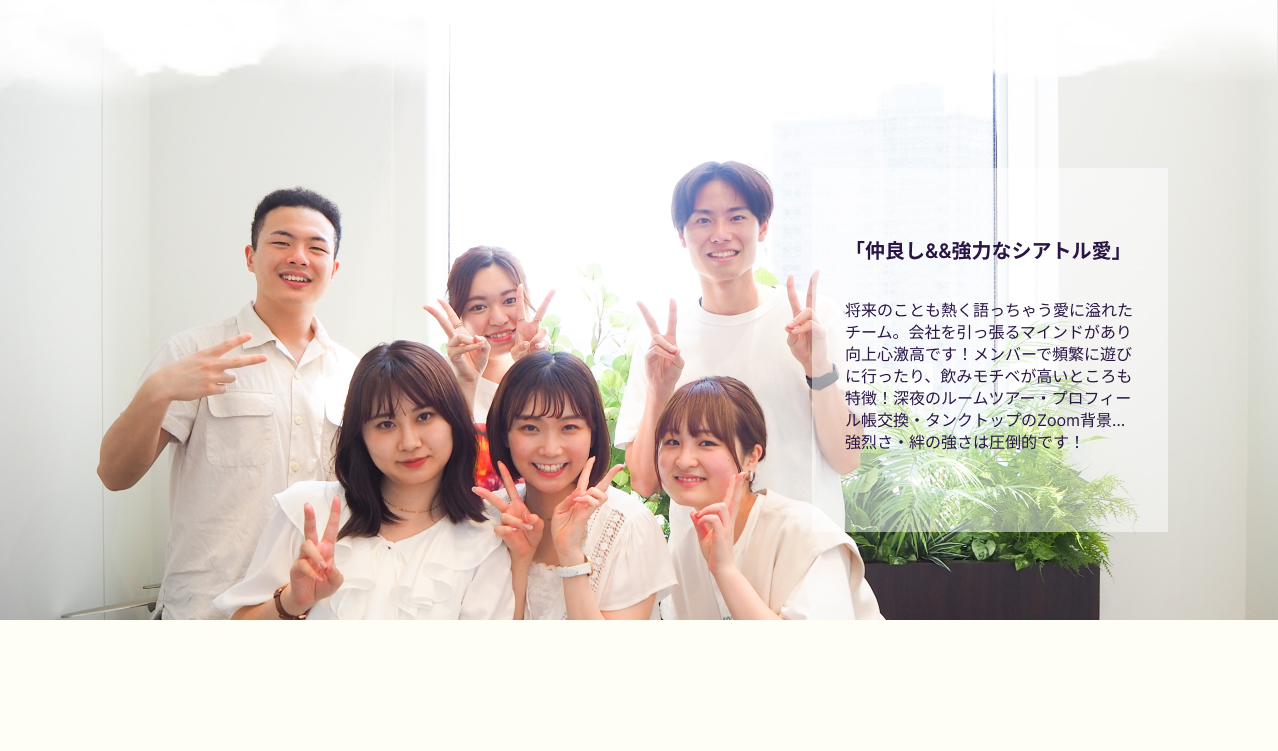 「仲良し&&強力なシアトル愛」
将来のことも熱く語っちゃう愛に溢れた
チーム。会社を引っ張るマインドがあり
向上心激高です！メンバーで頻繁に遊び
に行ったり、飲みモチベが高いところも
特徴！深夜のルームツアー・プロフィー
ル帳交換・タンクトップのZoom背景...
強烈さ・絆の強さは圧倒的です！